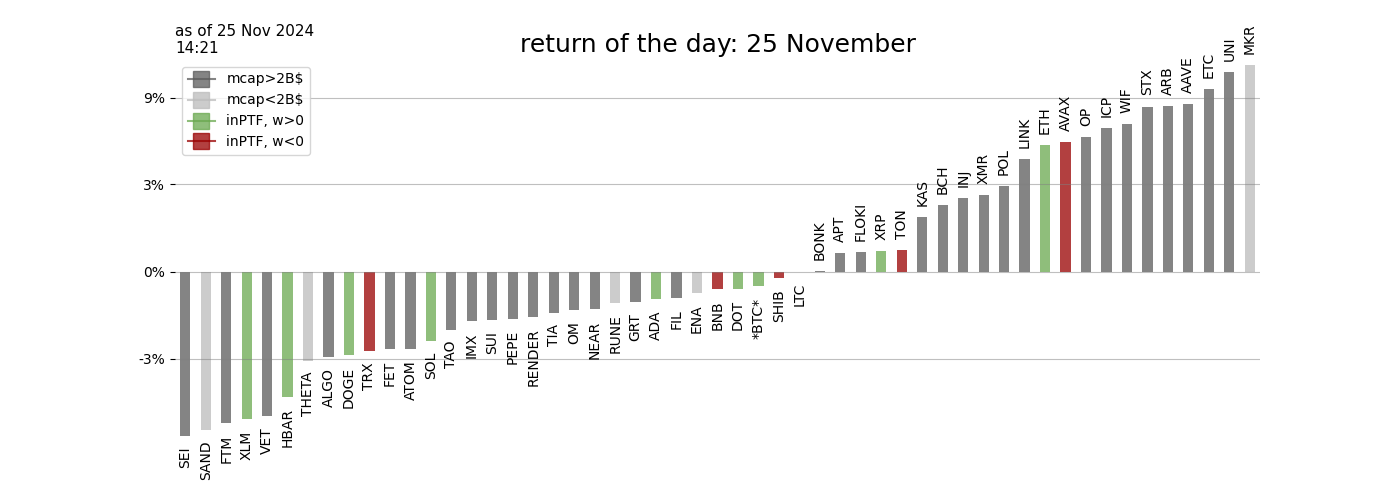 as of 25 Nov 2024
14:21
return of the day: 25 November
mcap>2B$
mcap<2B$
inPTF, w>0
inPTF, w<0
9%
3%
0%
-3%
SEI
SAND
FTM
XLM
VET
HBAR
THETA
ALGO
DOGE
TRX
FET
ATOM
SOL
TAO
IMX
SUI
PEPE
RENDER
TIA
OM
NEAR
RUNE
GRT
ADA
FIL
ENA
BNB
DOT
*BTC*
SHIB
LTC
BONK
APT
FLOKI
XRP
TON
KAS
BCH
INJ
XMR
POL
LINK
ETH
AVAX
OP
ICP
WIF
STX
ARB
AAVE
ETC
UNI
MKR